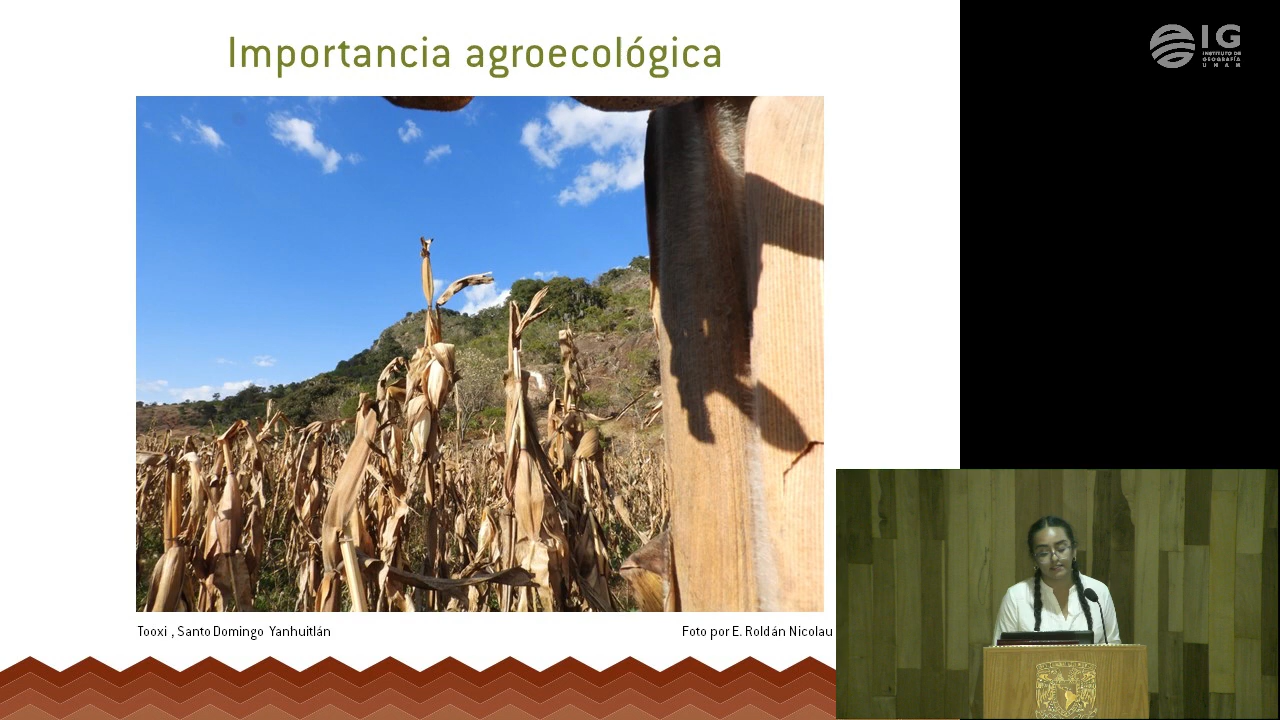 Importancia agroecológica
IG
INSTITUTO DE
GEOGRAFÍA
UNAM
Tooxi , Santo Domingo Yanhuitlán
Foto por E. Roldán Nicolau